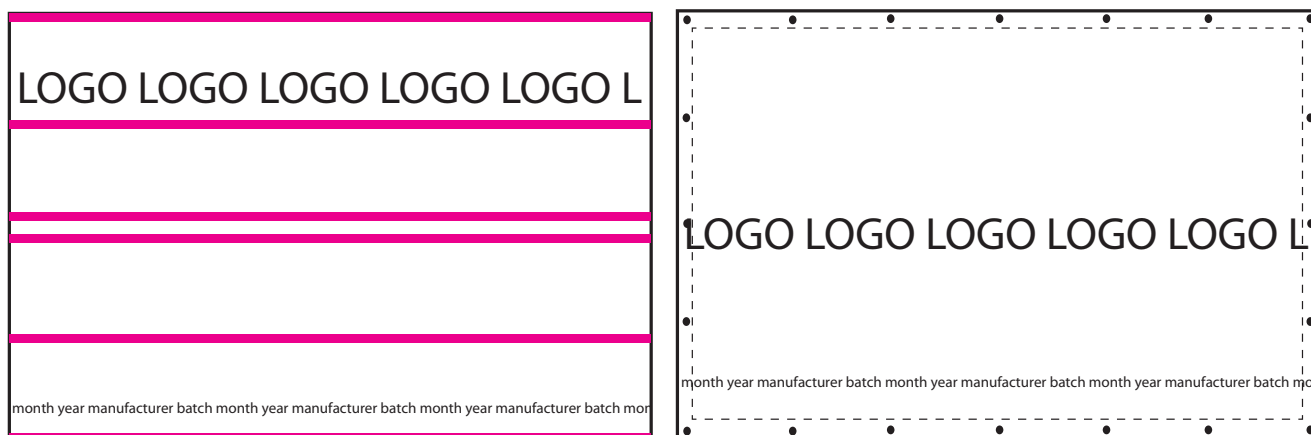 LOGO LOGO LOGO LOGO LOGO L
month year manufacturer batch month year manufacturer batch month year manufacturer batch mor
LOGO LOGO LOGO LOGO LOGO L
month year manufacturer batch month year manufacturer batch month year manufacturer batch mo